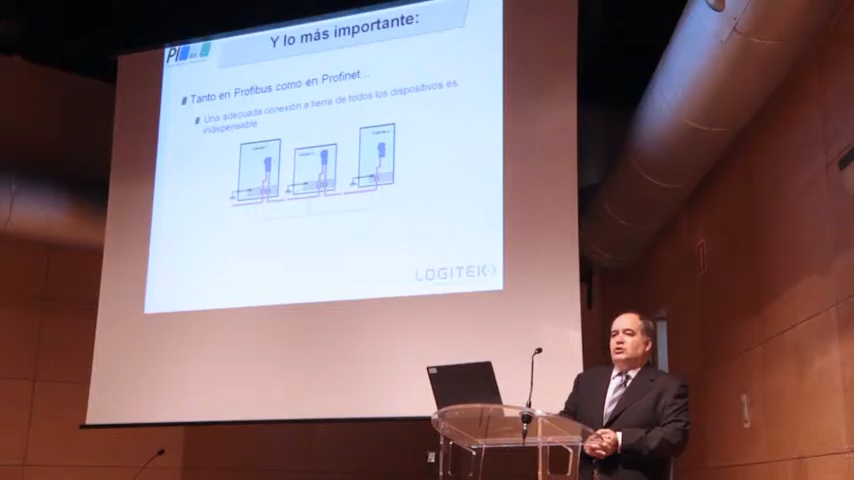 PI
Y lo más importante:
Tanto en Profibus como en Profinet…
Una adecuada conexión a tierra de todos los dispositivos es
indispensable
LOGITEK